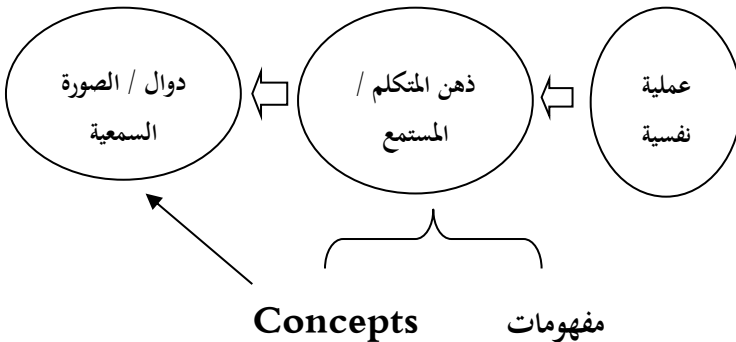 عملية
نفسية
ذهن المتكلم /
المستمع
دوال / الصورة
السمعية
مفهومات Concepts